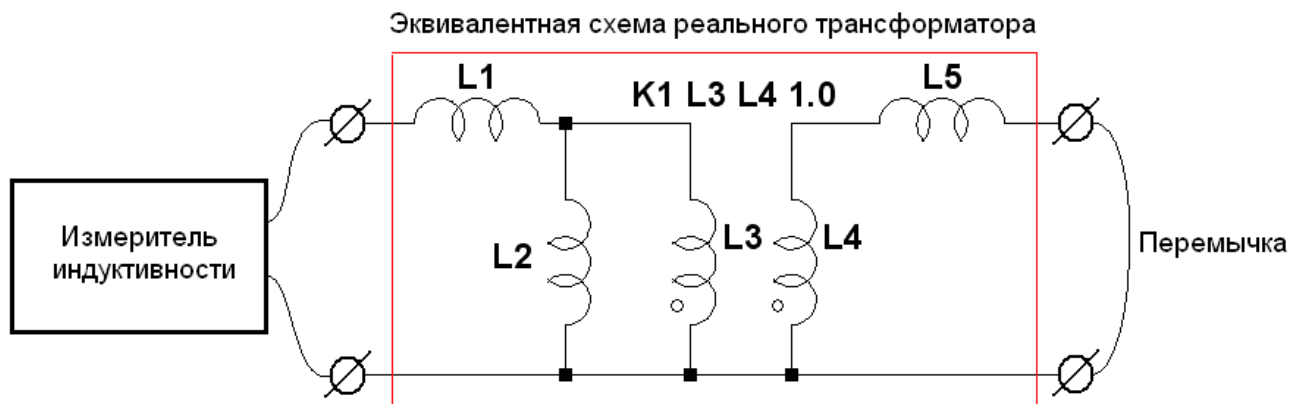 Эквивалентная схема реального трансформатора
L1
K1 L3 L4 1.0
L5
Измеритель
индуктивности
L2
L3
L4
Перемычка